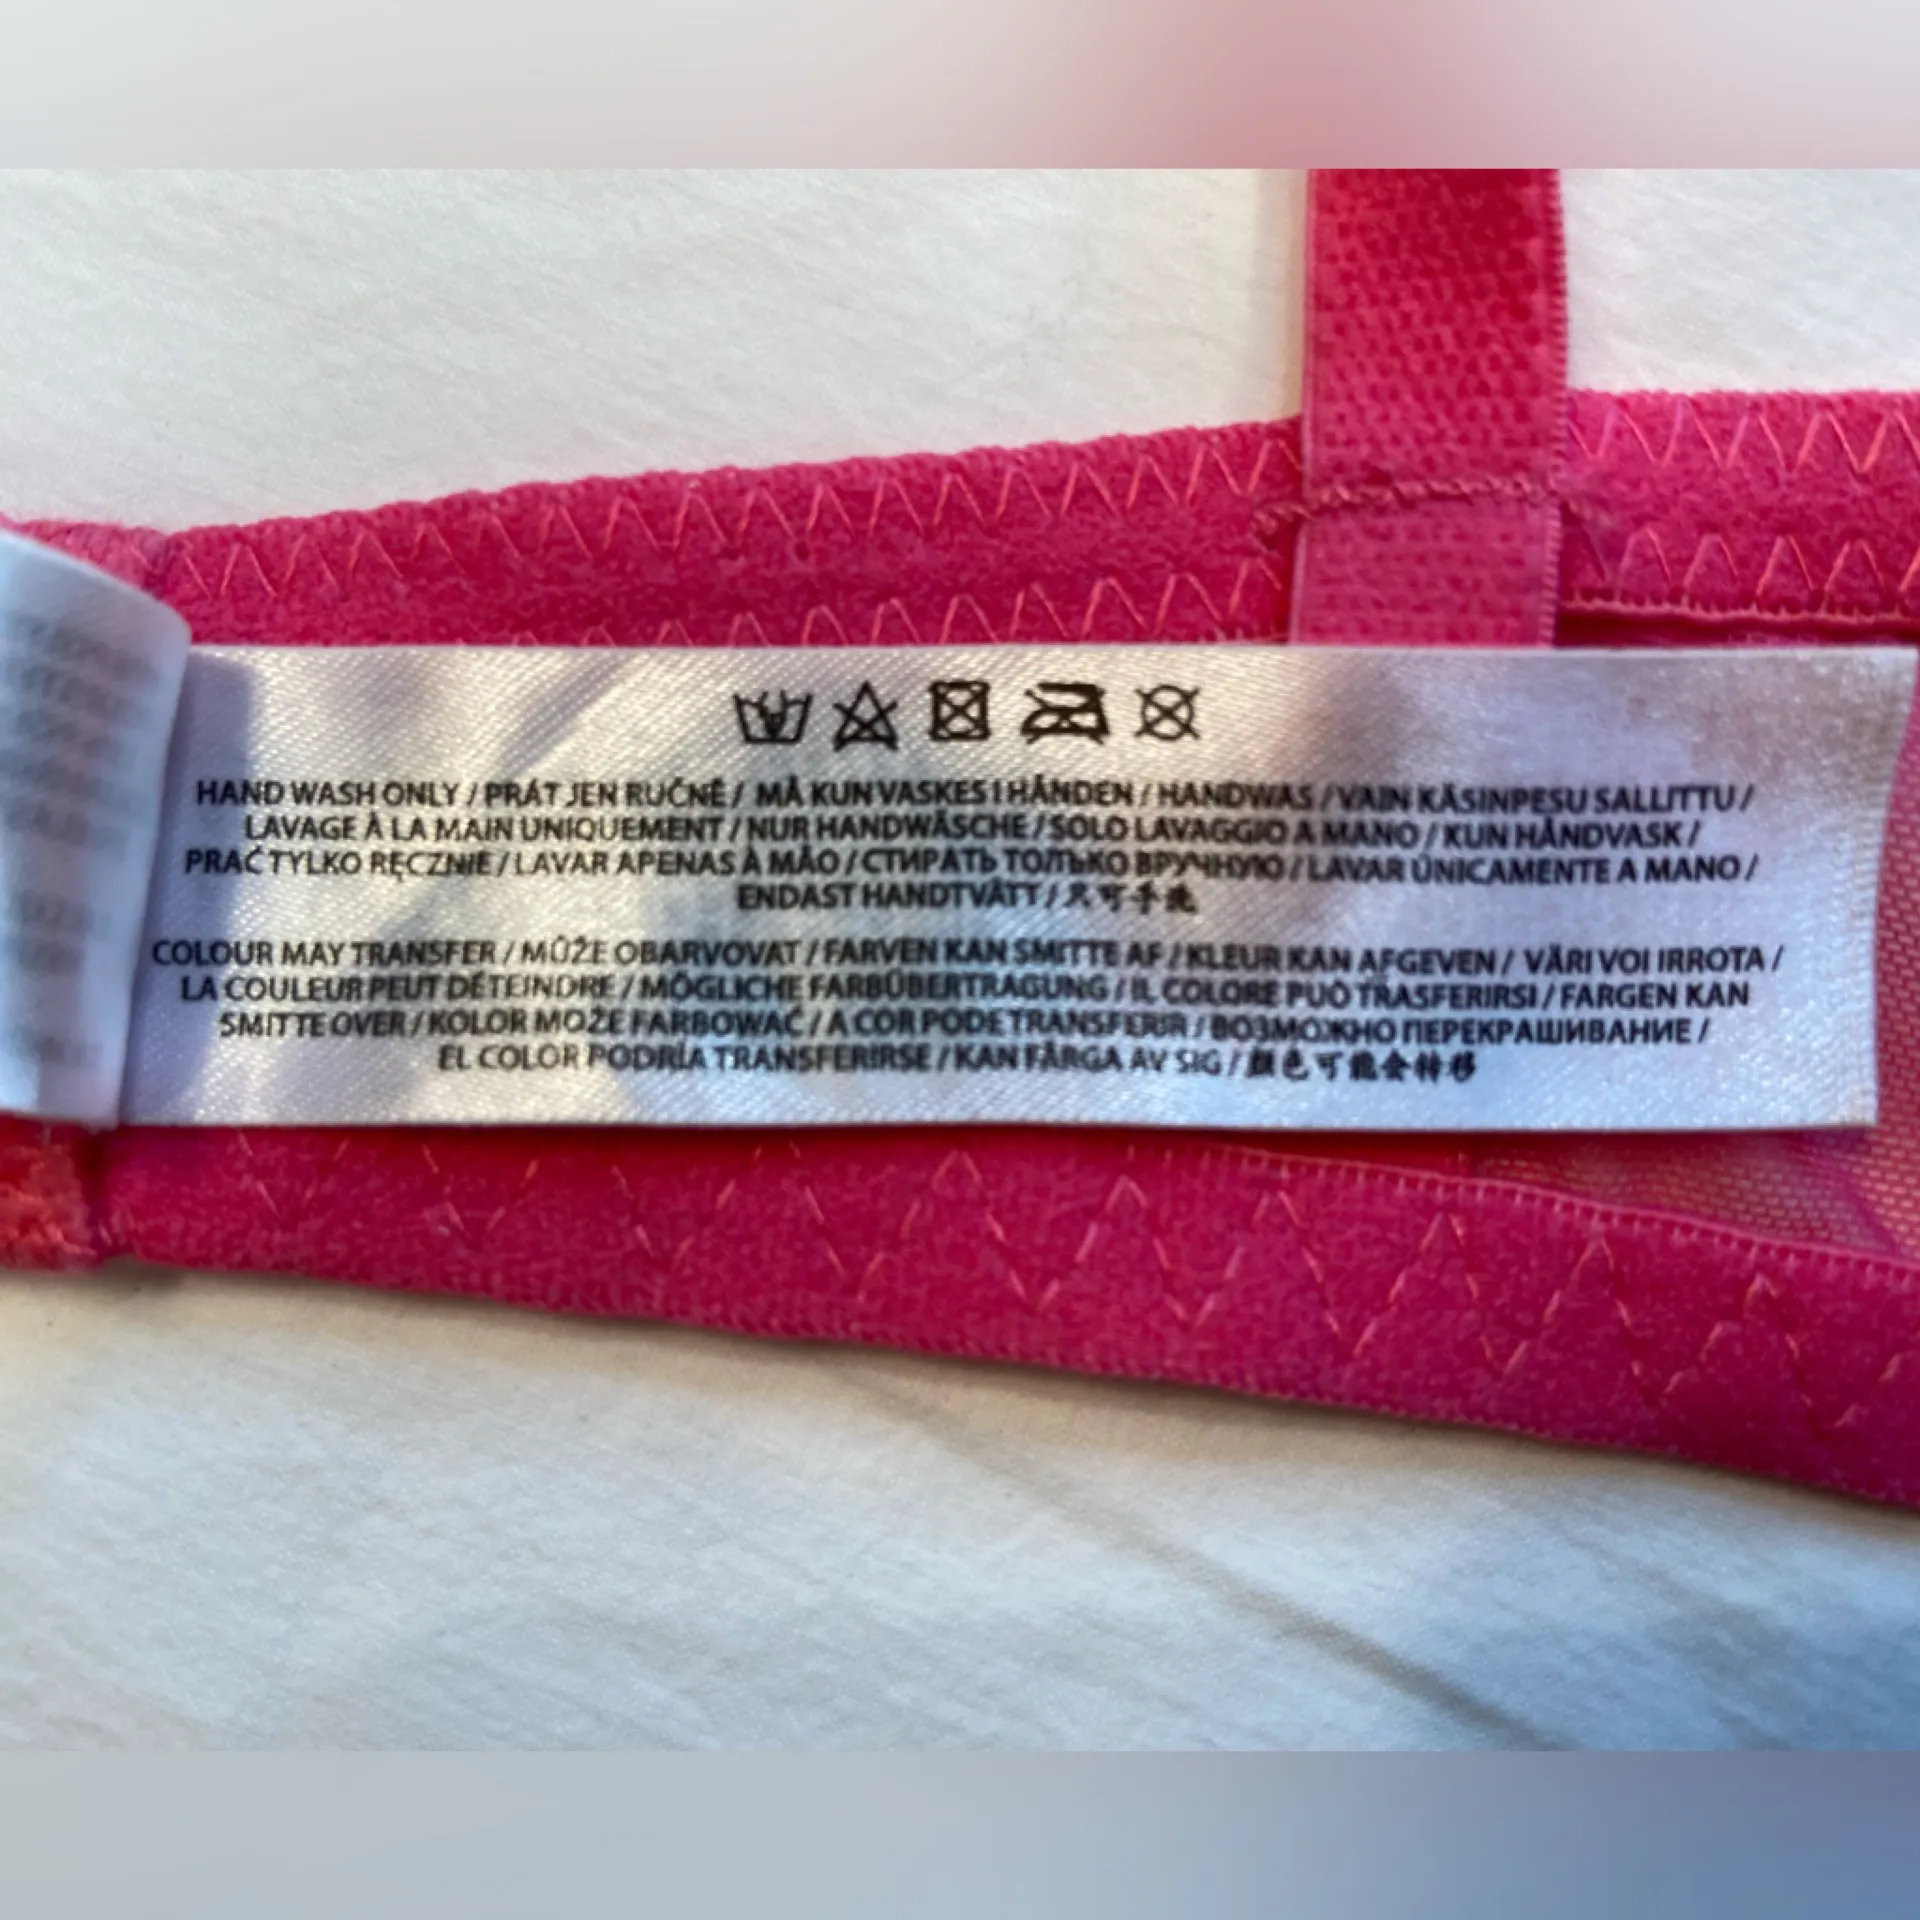 HAND WASH ONLY / PRÁT JEN RUČNĚ / MÅ KUN VASKES I HÅNDEN / HANDWAS / VAIN KÄSINPESU SALLITTU /
LAVAGE À LA MAIN UNIQUEMENT / NUR HANDWÄSCHE / SOLO LAVAGGIO A MANO / KUN HÅNDVASK /
PRAĆ TYLKO RĘCZNIE / LAVAR APENAS À MÃO / СТИРАТЬ ТОЛЬКО ВРУЧНУЮ / LAVAR ÚNICAMENTE A MANO /
ENDAST HANDTVÄTT / 只可手洗
COLOUR MAY TRANSFER / MŮŽE OBARVOVAT / FARVEN KAN SMITTE AF / KLEUR KAN AFGEVEN / VÄRI VOI IRROTA /
LA COULEUR PEUT DÉTEINDRE / MÖGLICHE FARBÜBERTRAGUNG / IL COLORE PUÒ TRASFERIRSI / FARGEN KAN
SMITTE OVER / KOLOR MOŻE FARBOWAĆ / A COR PODE TRANSFERIR / ВОЗМОЖНО ПЕРЕКРАШИВАНИЕ /
EL COLOR PODRÍA TRANSFERIRSE / KAN FÄRGA AV SIG / 颜色可能会转移